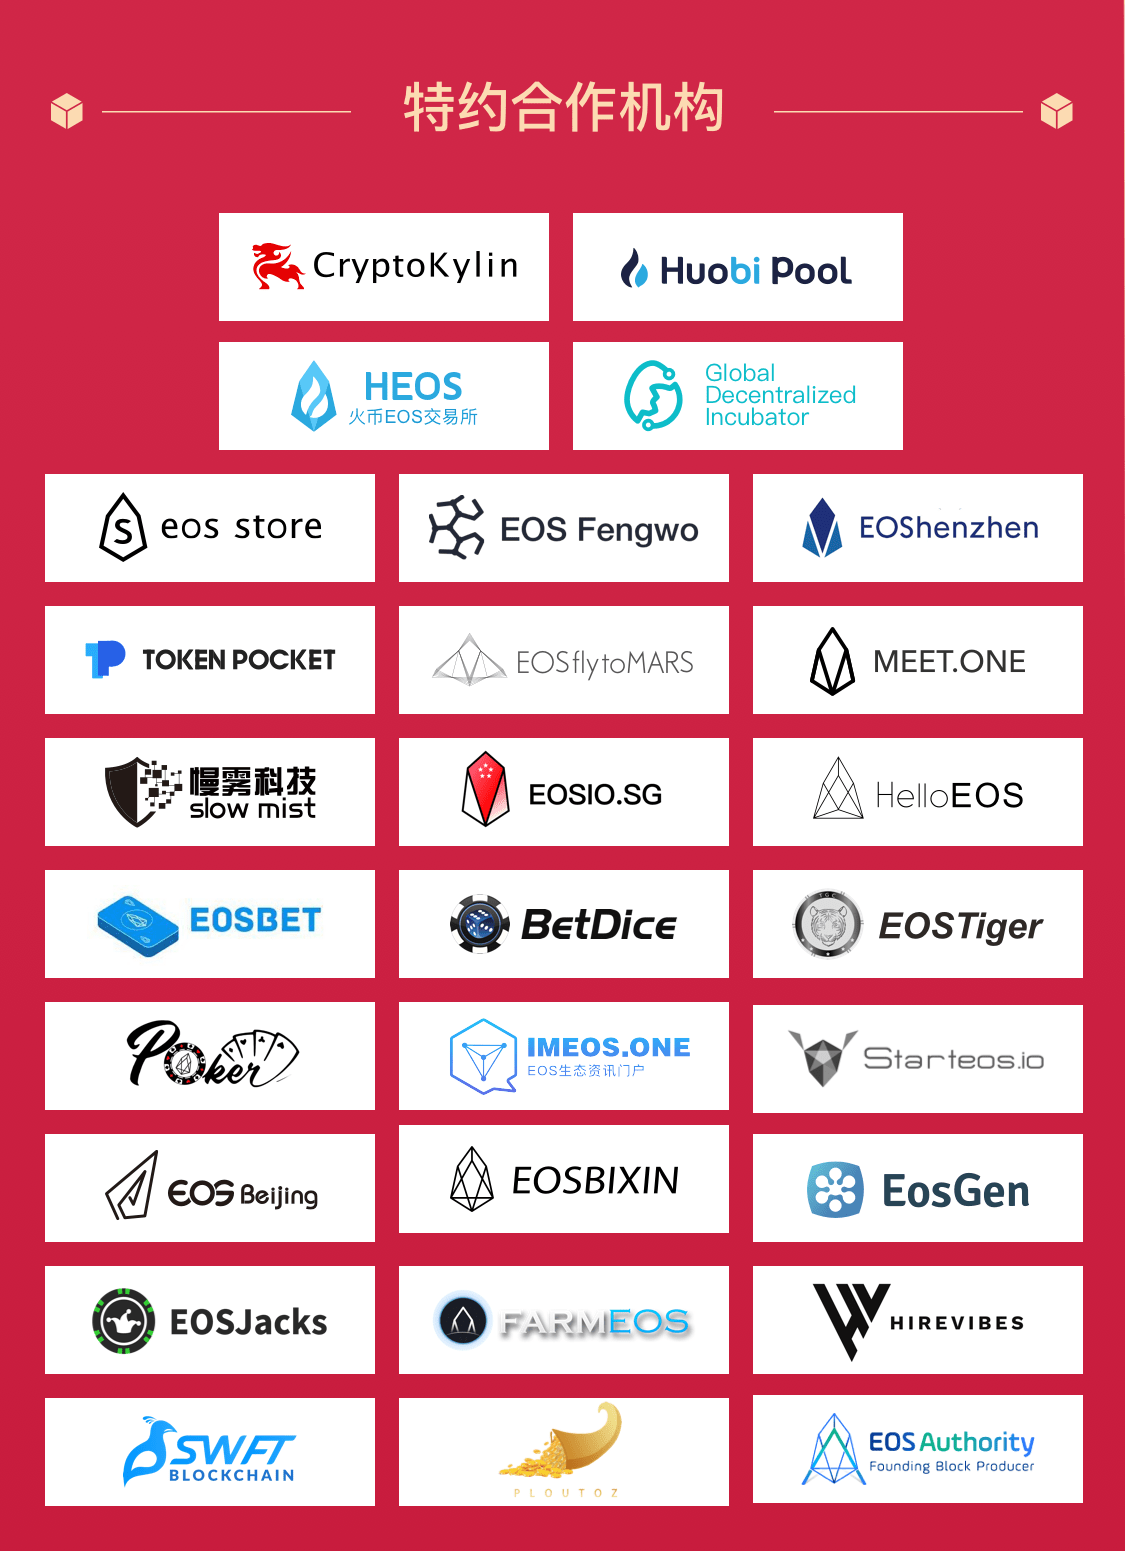 特约合作机构
CryptoKylin
Huobi Pool
HEOS
火币EOS交易所
Global
Decentralized
Incubator
S
eos store
EOS Fengwo
EOShenzhen
TOKEN POCKET
EOSflytoMARS
MEET.ONE
慢雾科技
slow mist
EOSIO.SG
HelloEOS
EOSBET
BetDice
EOSTiger
Poker
IMEOS.ONE
EOS生态资讯门户
Starteos.io
EOS Beijing
EOSBIXIN
EosGen
EOSJacks
FARMEOS
HIREVIBES
SWFT
BLOCKCHAIN
PLOUTOZ
EOS Authority
Founding Block Producer